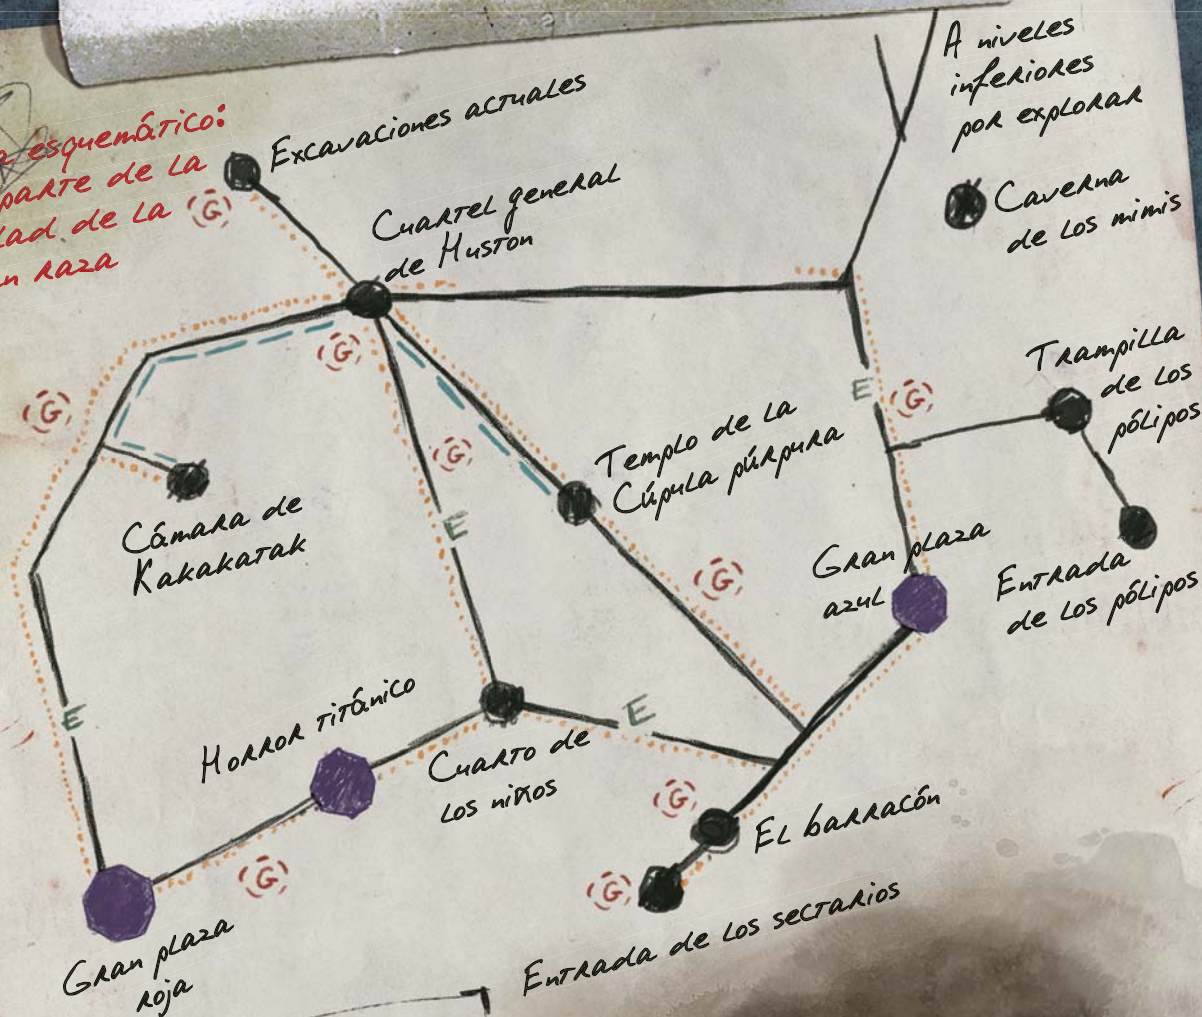 esquemático:
parte de la
de la
raza
Excavaciones actuales
G
Cuartel general
de Huston
A niveles
inferiores
por explorar
Caverna
de los mimis
G
G
E
G
Trampilla
de los
pólipos
G
Templo de la
Cúpula púrpura
Cámara de
Kakakatak
E
G
Gran plaza
azul
Entrada
de los pólipos
E
Horror titánico
E
Cuarto de
los niños
G
El barracón
G
G
Entrada de los sectarios
Gran plaza
roja